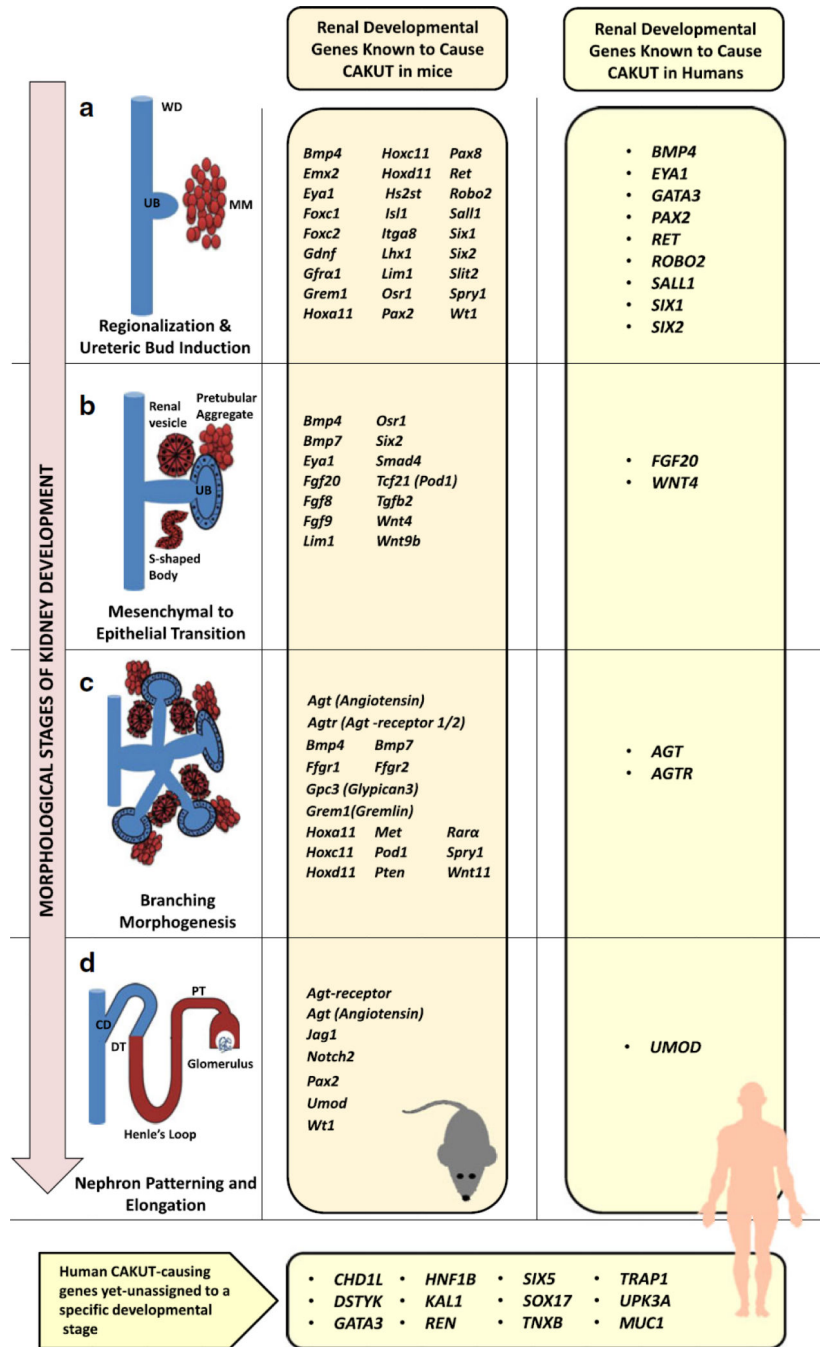 Renal Developmental
Genes Known to Cause
CAKUT in mice
Renal Developmental
Genes Known to Cause
CAKUT in Humans
MORPHOLOGICAL STAGES OF KIDNEY DEVELOPMENT
a
WD
UB
MM
Regionalization &
Ureteric Bud Induction
Bmp4 Hoxc11 Pax8
Emx2 Hoxd11 Ret
Eya1 Hs2st Robo2
Foxc1 Isl1 Sall1
Foxc2 Itga8 Six1
Gdnf Lhx1 Six2
Gfrα1 Lim1 Slit2
Grem1 Osr1 Spry1
Hoxa11 Pax2 Wt1
• BMP4
• EYA1
• GATA3
• PAX2
• RET
• ROBO2
• SALL1
• SIX1
• SIX2
b
Renal
vesicle
Pretubular
Aggregate
UB
S-shaped
Body
Mesenchymal to
Epithelial Transition
Bmp4 Osr1
Bmp7 Six2
Eya1 Smad4
Fgf20 Tcf21 (Pod1)
Fgf8 Tgfb2
Fgf9 Wnt4
Lim1 Wnt9b
• FGF20
• WNT4
c
Branching
Morphogenesis
Agt (Angiotensin)
Agtr (Agt -receptor 1/2)
Bmp4 Bmp7
Ffgr1 Ffgr2
Gpc3 (Glypican3)
Grem1(Gremlin)
Hoxa11 Met Rarα
Hoxc11 Pod1 Spry1
Hoxd11 Pten Wnt11
• AGT
• AGTR
d
PT
CD
DT
Glomerulus
Henle's Loop
Nephron Patterning and
Elongation
Agt-receptor
Agt (Angiotensin)
Jag1
Notch2
Pax2
Umod
Wt1
• UMOD
Human CAKUT-causing
genes yet-unassigned to a
specific developmental
stage
• CHD1L • HNF1B • SIX5 • TRAP1
• DSTYK • KAL1 • SOX17 • UPK3A
• GATA3 • REN • TNXB • MUC1